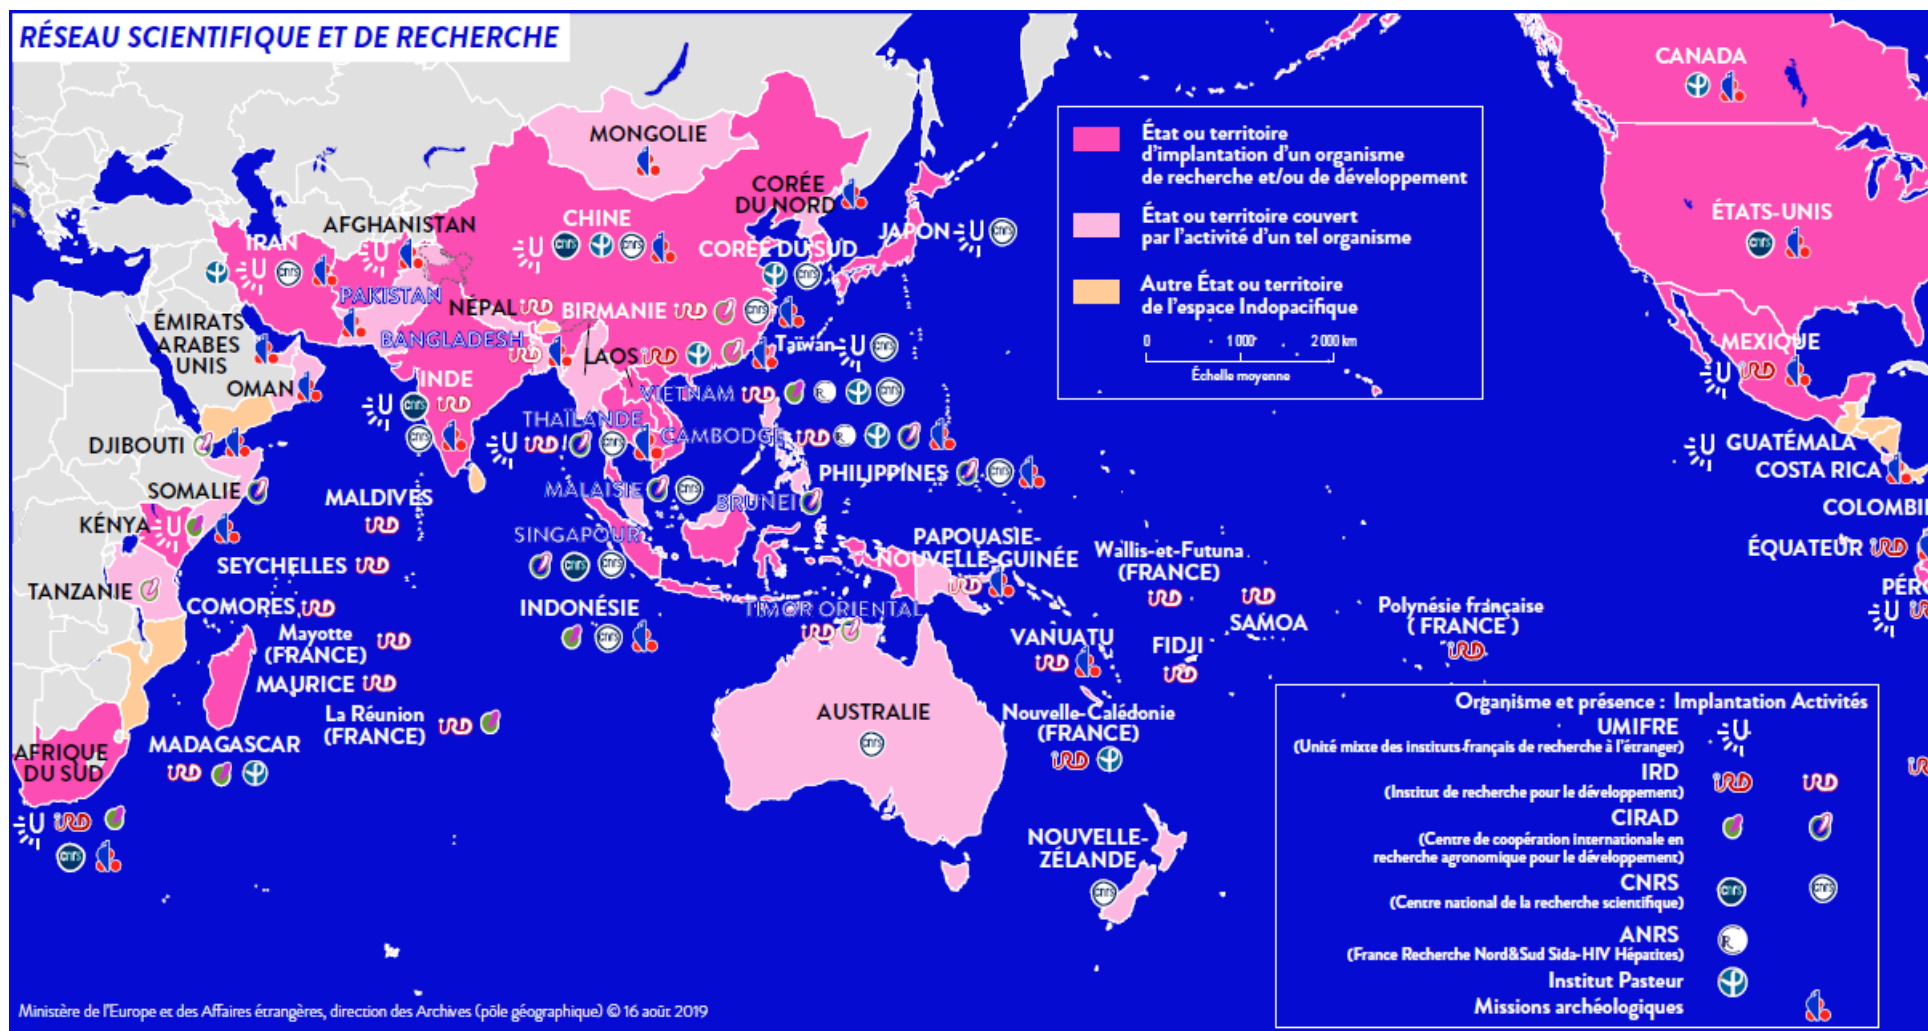 RÉSEAU SCIENTIFIQUE ET DE RECHERCHE
CANADA
MONGOLIE
État ou territoire
d'implantation d'un organisme
de recherche et/ou de développement
État ou territoire couvert
par l'activité d'un tel organisme
Autre État ou territoire
de l'espace Indopacifique
0 1 000 2 000 km
Échelle moyenne
CORÉE
DU NORD
CHINE
AFGHANISTAN
IRAN
CORÉE DU SUD
JAPON
ÉTATS-UNIS
PAKISTAN
NÉPAL
BIRMANIE
ÉMIRATS
ARABES
UNIS
BANGLADESH
LAOS
Taïwan
MEXIQUE
OMAN
INDE
VIETNAM
THAÏLANDE
CAMBODGE
DJIBOUTI
GUATÉMALA
COSTA RICA
PHILIPPINES
SOMALIE
MALDIVES
MALAISIE
BRUNEI
COLOMBI
KÉNYA
SINGAPOUR
PAPOUASIE-
NOUVELLE-GUINÉE
Wallis-et-Futuna
(FRANCE)
ÉQUATEUR
SEYCHELLES
TANZANIE
COMORES
INDONÉSIE
TIMOR ORIENTAL
SAMOA
Polynésie française
( FRANCE )
PÉRO
Mayotte
(FRANCE)
VANUATU
FIDJI
MAURICE
La Réunion
(FRANCE)
AUSTRALIE
Nouvelle-Calédonie
(FRANCE)
MADAGASCAR
AFRIQUE
DU SUD
NOUVELLE-
ZÉLANDE
Organisme et présence : Implantation Activités
UMIFRE
(Unité mixte des instituts français de recherche à l'étranger)
IRD
(Institut de recherche pour le développement)
CIRAD
(Centre de coopération internationale en
recherche agronomique pour le développement)
CNRS
(Centre national de la recherche scientifique)
ANRS
(France Recherche Nord&Sud Sida-HIV Hépatites)
Institut Pasteur
Missions archéologiques
Ministère de l'Europe et des Affaires étrangères, direction des Archives (pôle géographique) © 16 août 2019